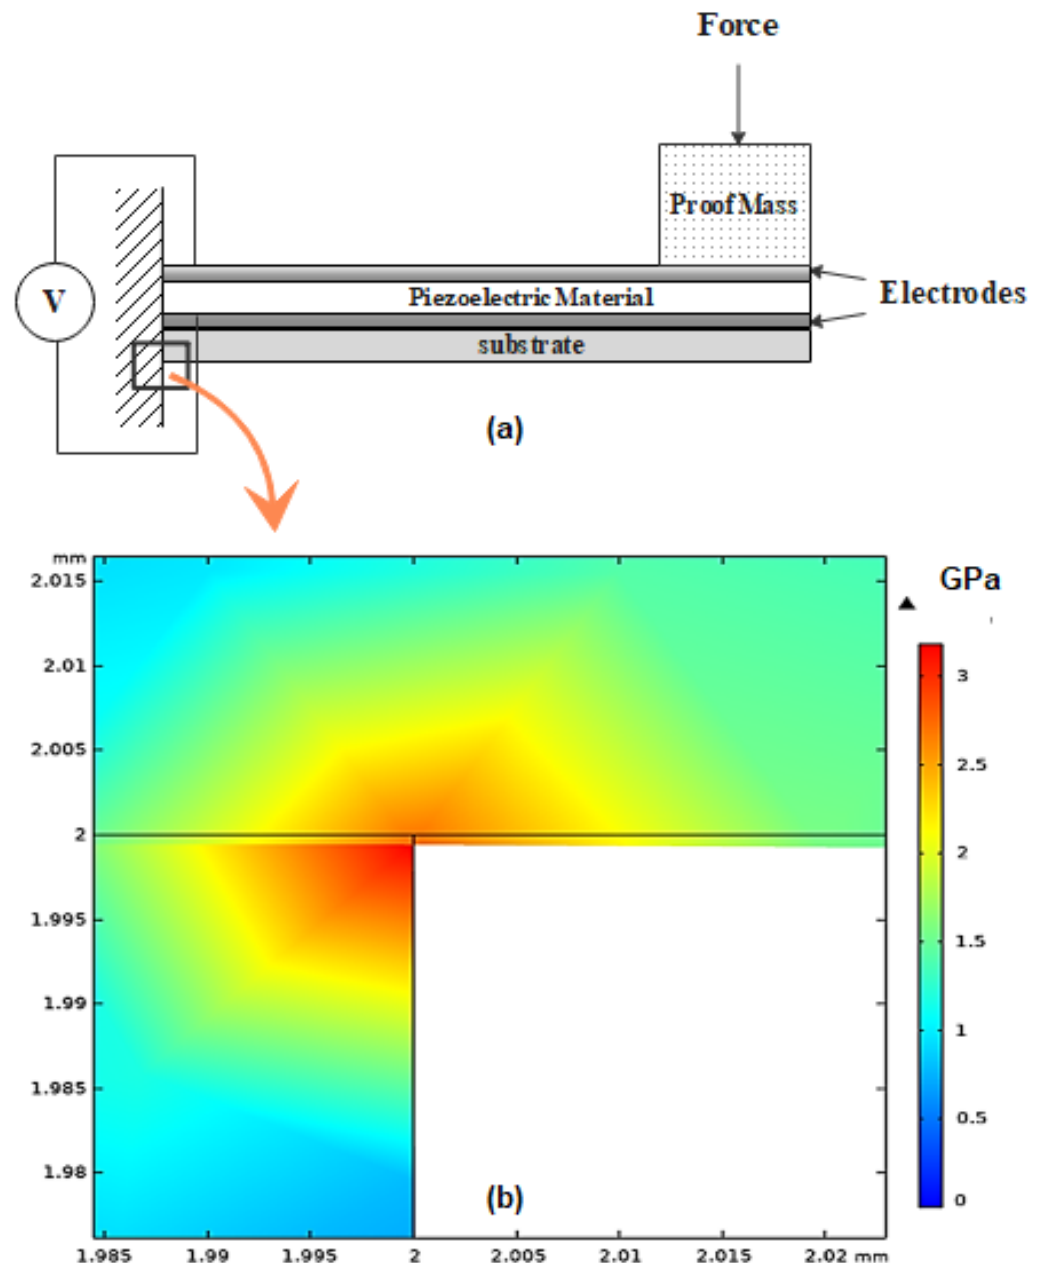 Force
Proof Mass
V
Piezoelectric Material
Electrodes
substrate
(a)
mm
GPa
2.015
2.01
2.005
2
1.995
1.99
1.985
1.98
3
2.5
2
1.5
1
0.5
0
(b)
1.985 1.99 1.995 2 2.005 2.01 2.015 2.02 mm